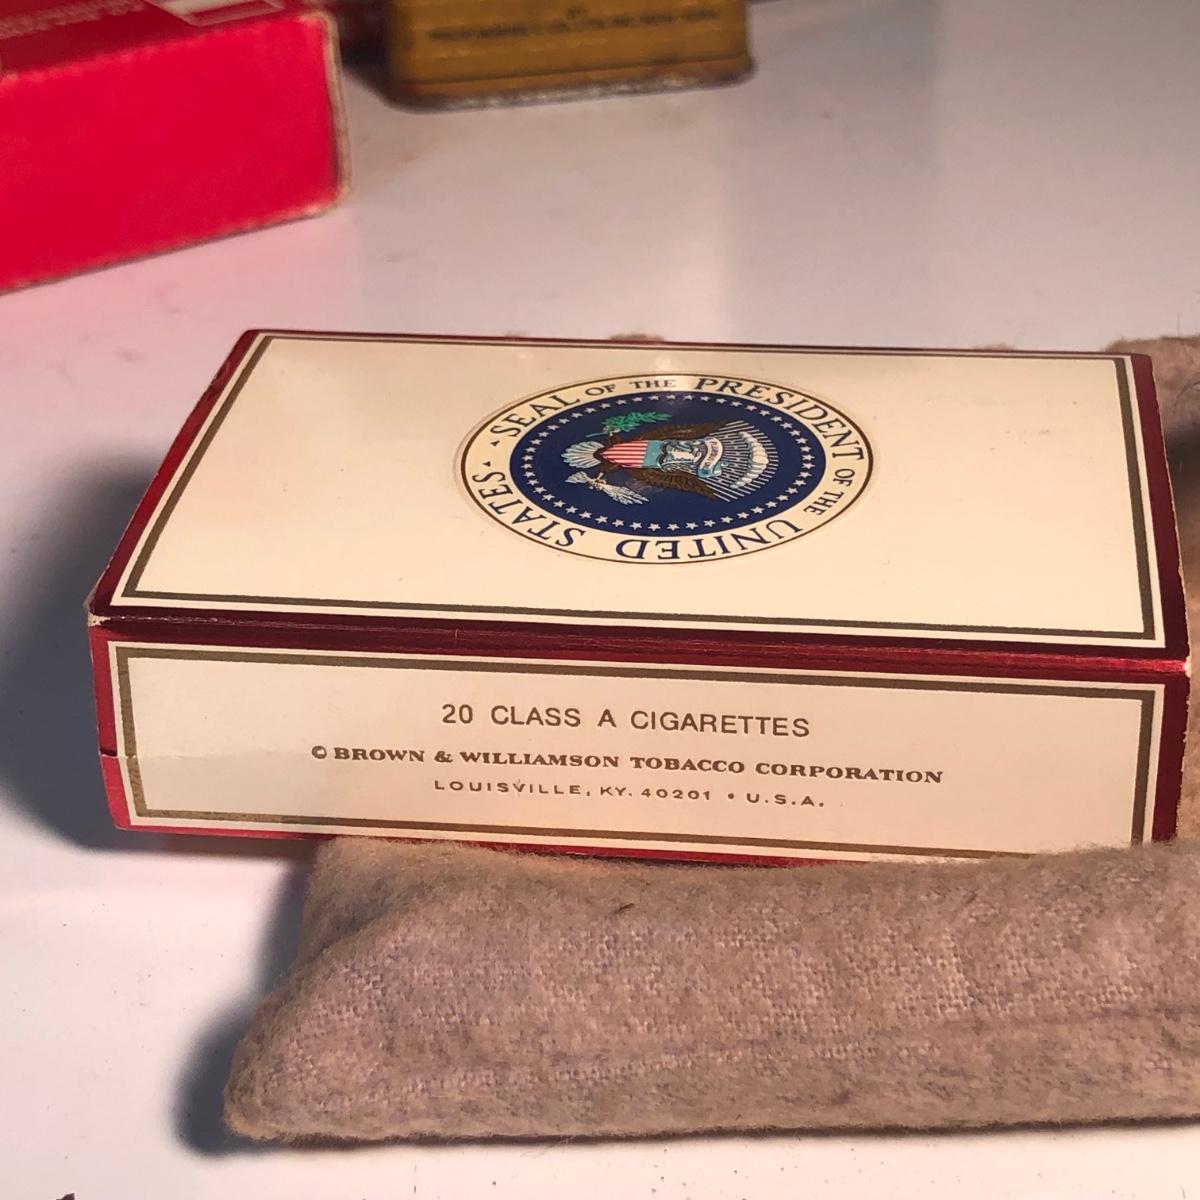 SEAL OF THE PRESIDENT OF THE UNITED STATES
20 CLASS A CIGARETTES
© BROWN & WILLIAMSON TOBACCO CORPORATION
LOUISVILLE, KY. 40201 • U.S.A.